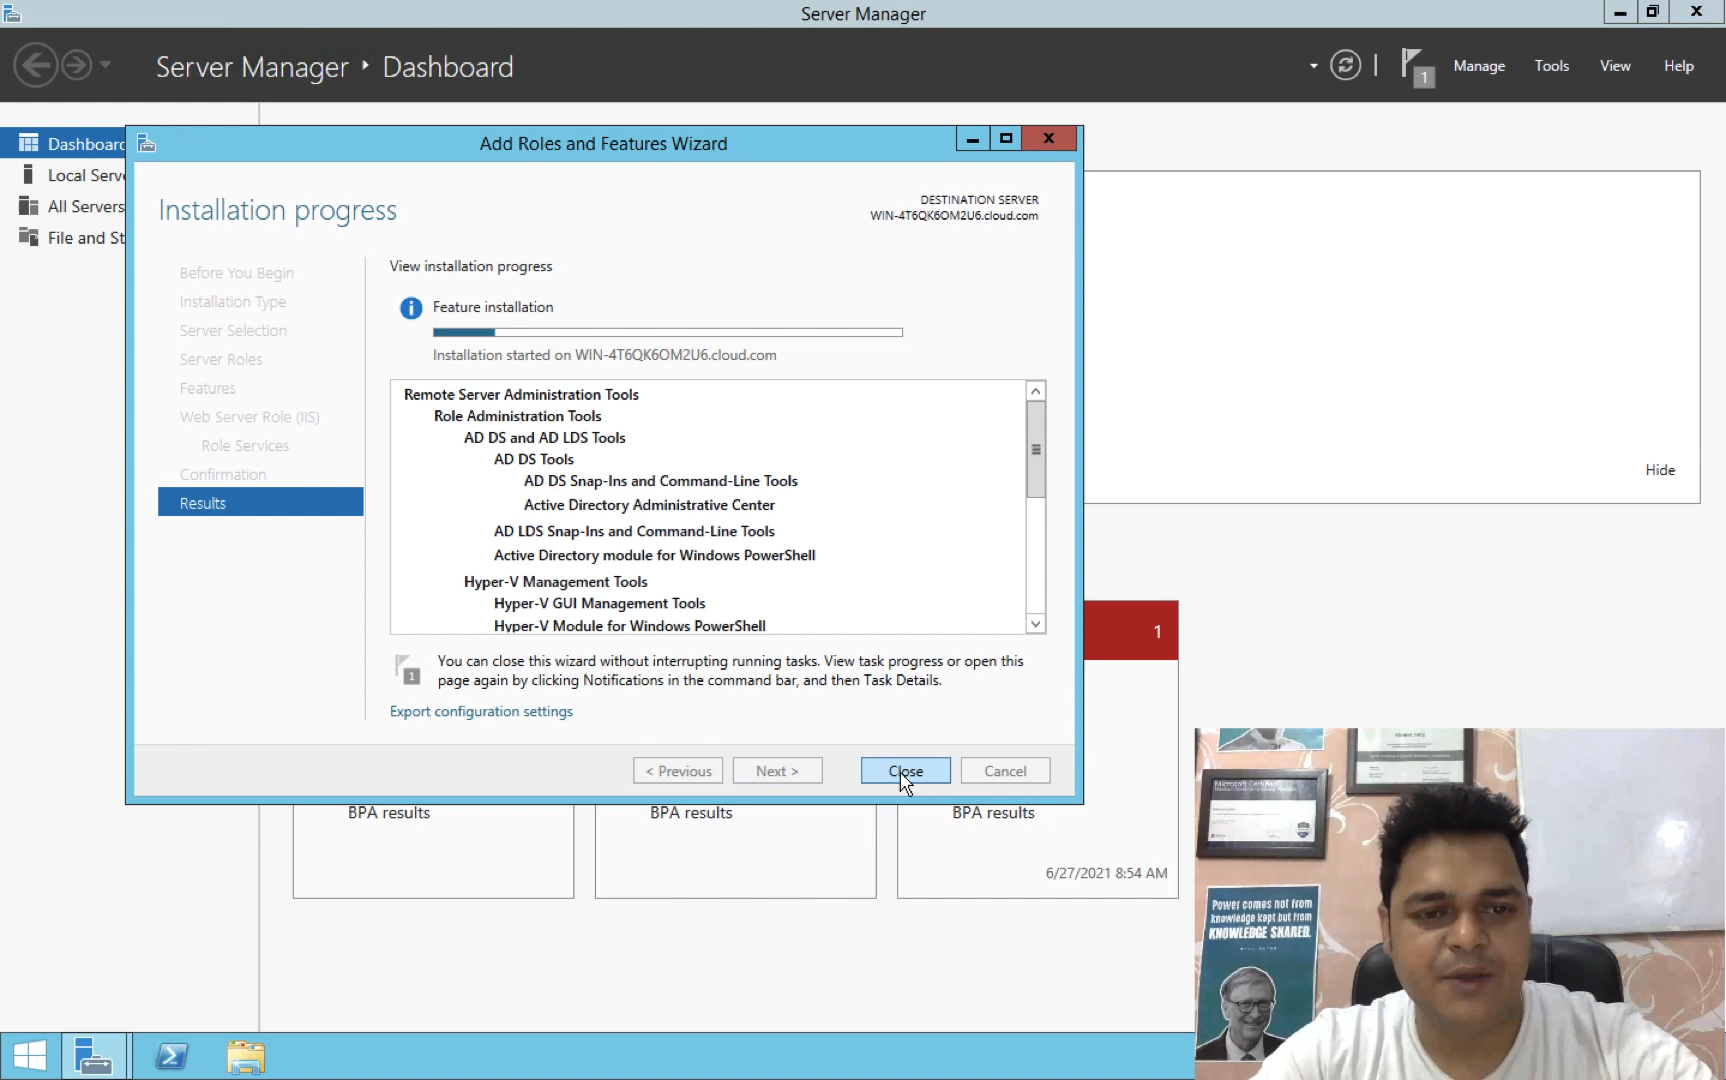 Server Manager
Server Manager
Dashboard
1
Manage
Tools
View
Help
Dashboard
Local Serve
All Servers
File and St
Add Roles and Features Wizard
Installation progress
DESTINATION SERVER
WIN-4T6QK6OM2U6.cloud.com
Before You Begin
Installation Type
Server Selection
Server Roles
Features
Web Server Role (IIS)
Role Services
Confirmation
Results
View installation progress
Feature installation
Installation started on WIN-4T6QK6OM2U6.cloud.com
Remote Server Administration Tools
Role Administration Tools
AD DS and AD LDS Tools
AD DS Tools
AD DS Snap-Ins and Command-Line Tools
Active Directory Administrative Center
AD LDS Snap-Ins and Command-Line Tools
Active Directory module for Windows PowerShell
Hyper-V Management Tools
Hyper-V GUI Management Tools
Hyper-V Module for Windows PowerShell
1
You can close this wizard without interrupting running tasks. View task progress or open this
page again by clicking Notifications in the command bar, and then Task Details.
Export configuration settings
< Previous
Next >
Close
Cancel
Hide
1
BPA results
BPA results
BPA results
6/27/2021 8:54 AM
Microsoft Certified
Power comes not from
knowledge kept but from
KNOWLEDGE SHARED.